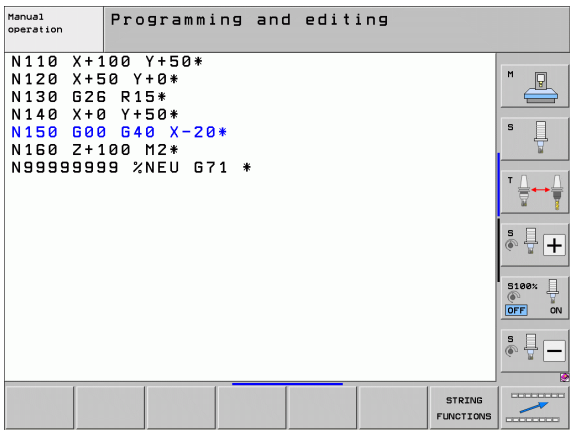 Manual
operation
Programming and editing
N110 X+100 Y+50*
N120 X+50 Y+0*
N130 G26 R15*
N140 X+0 Y+50*
N150 G00 G40 X-20*
N160 Z+100 M2*
N99999999 %NEU G71 *
M
S
T
S
S100%
OFF ON
S
STRING
FUNCTIONS